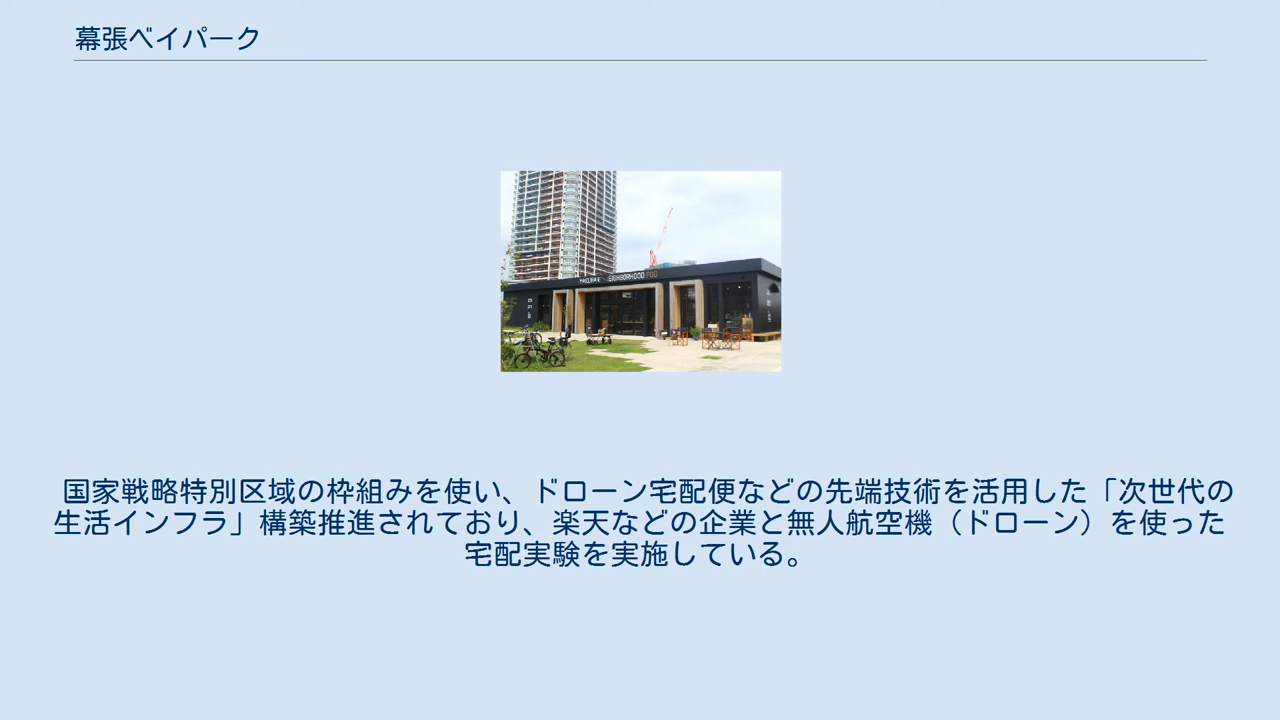 幕張ベイパーク
国家戦略特別区域の枠組みを使い、ドローン宅配便などの先端技術を活用した「次世代の
生活インフラ」構築推進されており、楽天などの企業と無人航空機（ドローン）を使った
宅配実験を実施している。